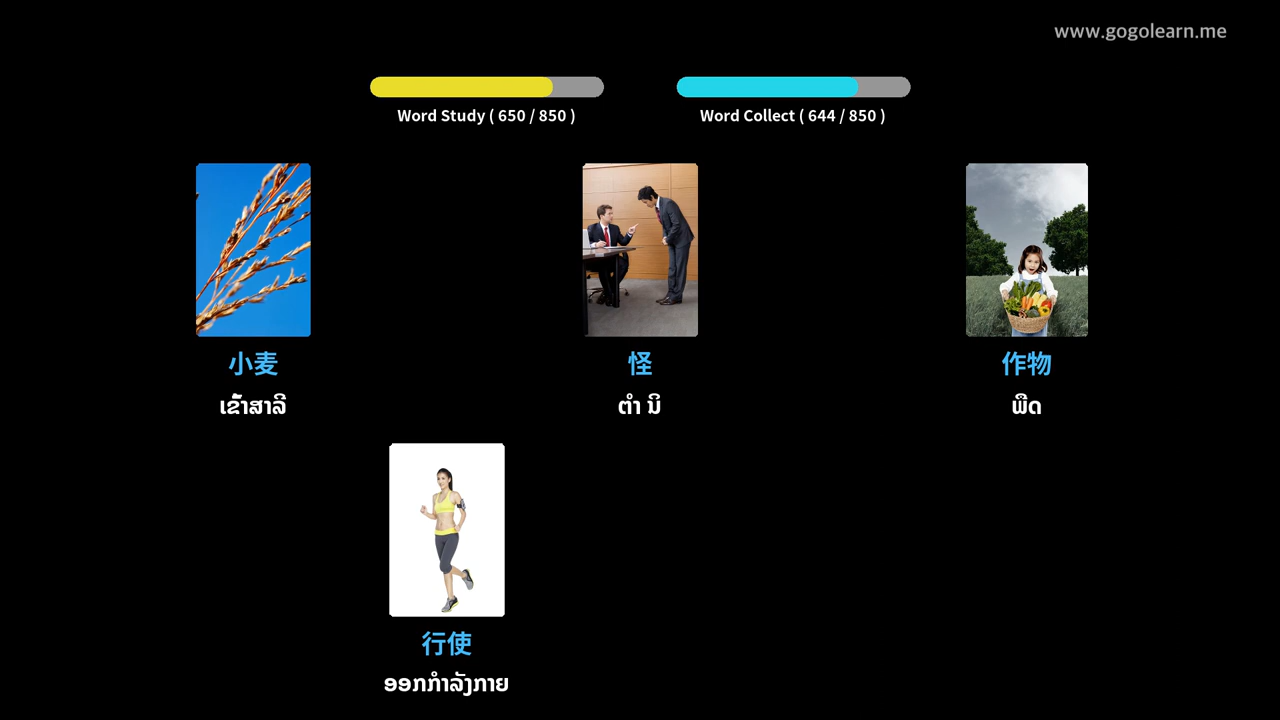 www.gogolearn.me
Word Study ( 650 / 850 )
Word Collect ( 644 / 850 )
小麦
怪
作物
ເຂົ້າສາລີ
ຕຳ ນິ
ພືດ
行使
ອອກກຳລັງກາຍ